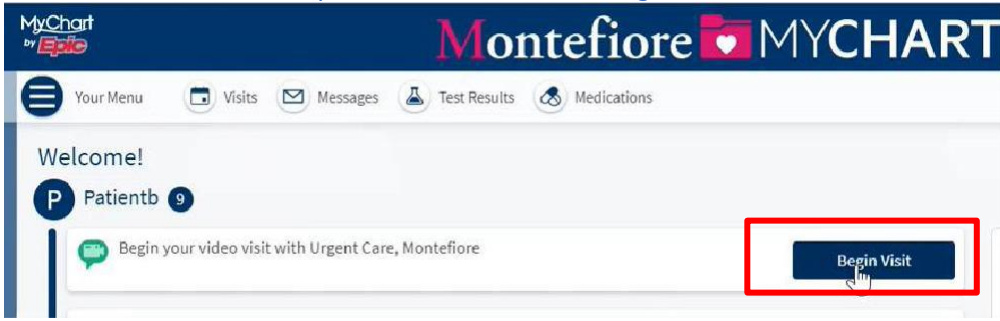 MyChart
by Epic
Montefiore MYCHART
Your Menu Visits Messages Test Results Medications
Welcome!
P Patientb 9
Begin your video visit with Urgent Care, Montefiore
Begin Visit